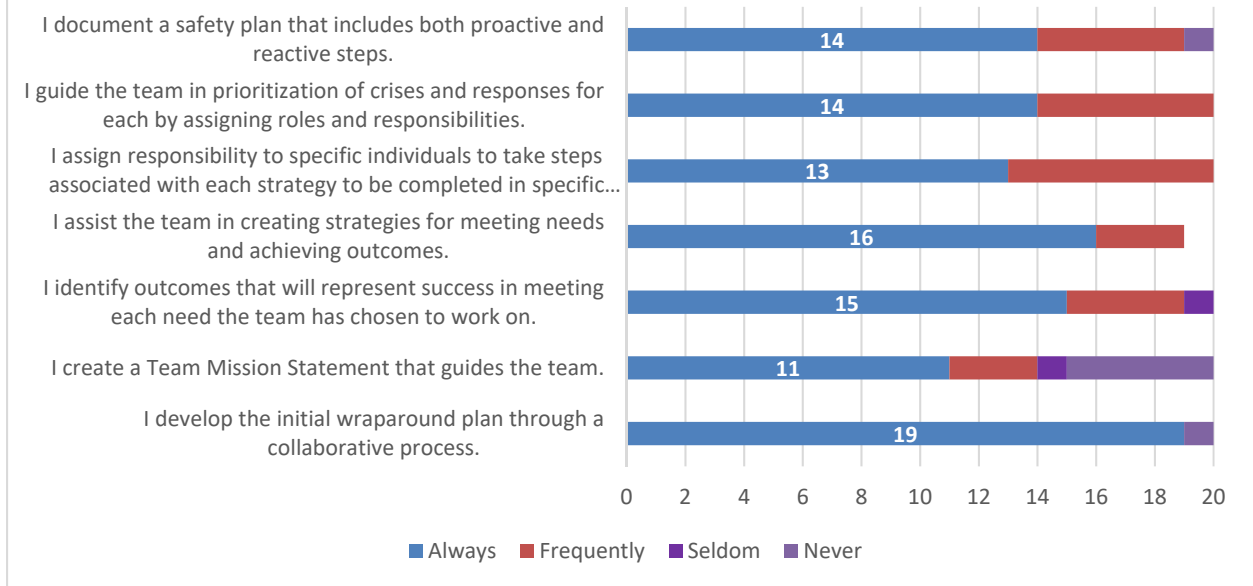 I document a safety plan that includes both proactive and
reactive steps.
14
I guide the team in prioritization of crises and responses for
each by assigning roles and responsibilities.
14
I assign responsibility to specific individuals to take steps
associated with each strategy to be completed in specific…
13
I assist the team in creating strategies for meeting needs
and achieving outcomes.
16
I identify outcomes that will represent success in meeting
each need the team has chosen to work on.
15
I create a Team Mission Statement that guides the team.
11
I develop the initial wraparound plan through a
collaborative process.
19
0 2 4 6 8 10 12 14 16 18 20
Always Frequently Seldom Never